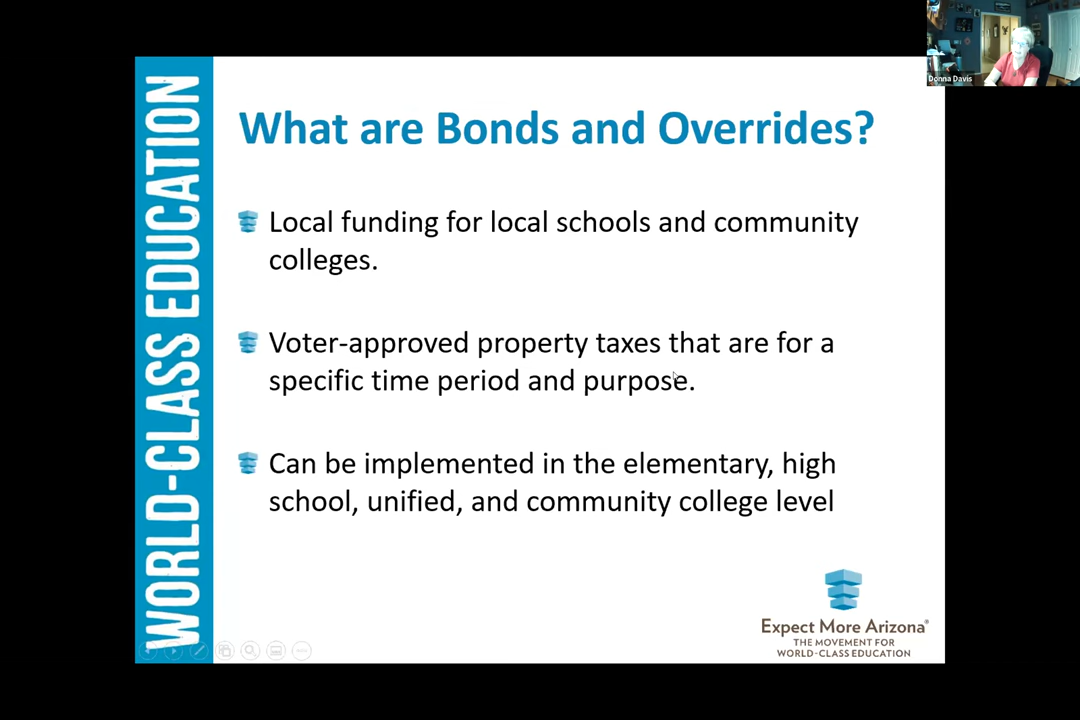 Donna Davis
WORLD-CLASS EDUCATION
What are Bonds and Overrides?
Local funding for local schools and community
colleges.
Voter-approved property taxes that are for a
specific time period and purpose.
Can be implemented in the elementary, high
school, unified, and community college level
Expect More Arizona®
THE MOVEMENT FOR
WORLD-CLASS EDUCATION